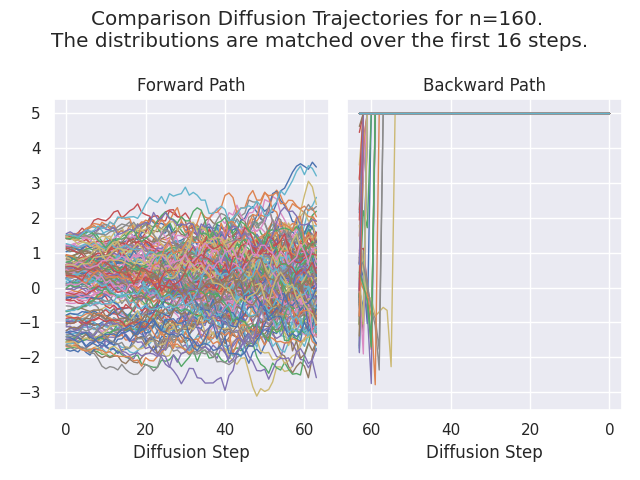 Comparison Diffusion Trajectories for n=160.
The distributions are matched over the first 16 steps.
Forward Path
Backward Path
5
4
3
2
1
0
−1
−2
−3
0
20
40
60
60
40
20
0
Diffusion Step
Diffusion Step